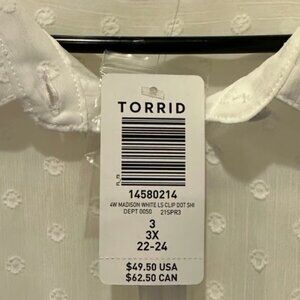 TORRID
14580214
4W MADISON WHITE LS CLIP DOT SHI
DEPT 0050 21SPR3
3
3X
22-24
$49.50 USA
$62.50 CAN